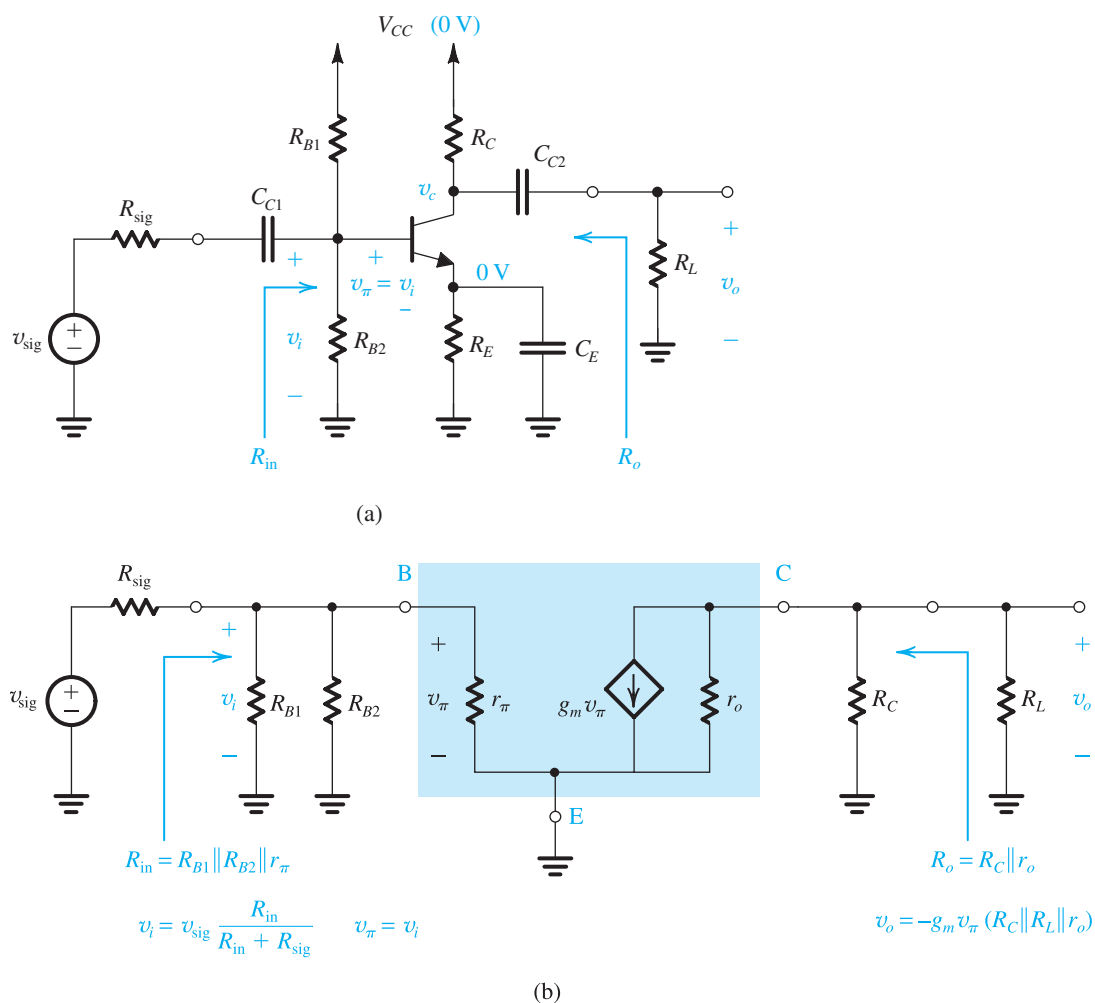 V_CC (0 V)
R_B1
R_C
C_C2
v_c
C_C1
R_sig
+
+
+
R_L
v_π = v_i
0 V
v_o
−
v_sig
+
−
v_i
R_B2
R_E
C_E
−
−
R_in
R_o
(a)
R_sig
B
C
+
+
+
v_sig
+
−
v_i
R_B1
R_B2
v_π
r_π
g_m v_π
r_o
R_C
R_L
v_o
−
−
−
E
R_in = R_B1 || R_B2 || r_π
R_o = R_C || r_o
v_i = v_sig R_in / (R_in + R_sig) v_π = v_i
v_o = −g_m v_π (R_C || R_L || r_o)
(b)